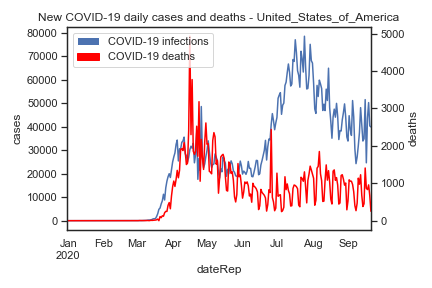 New COVID-19 daily cases and deaths - United_States_of_America
COVID-19 infections
COVID-19 deaths
80000
70000
60000
50000
40000
30000
20000
10000
0
cases
5000
4000
3000
2000
1000
0
deaths
Jan Feb Mar Apr May Jun Jul Aug Sep
2020
dateRep